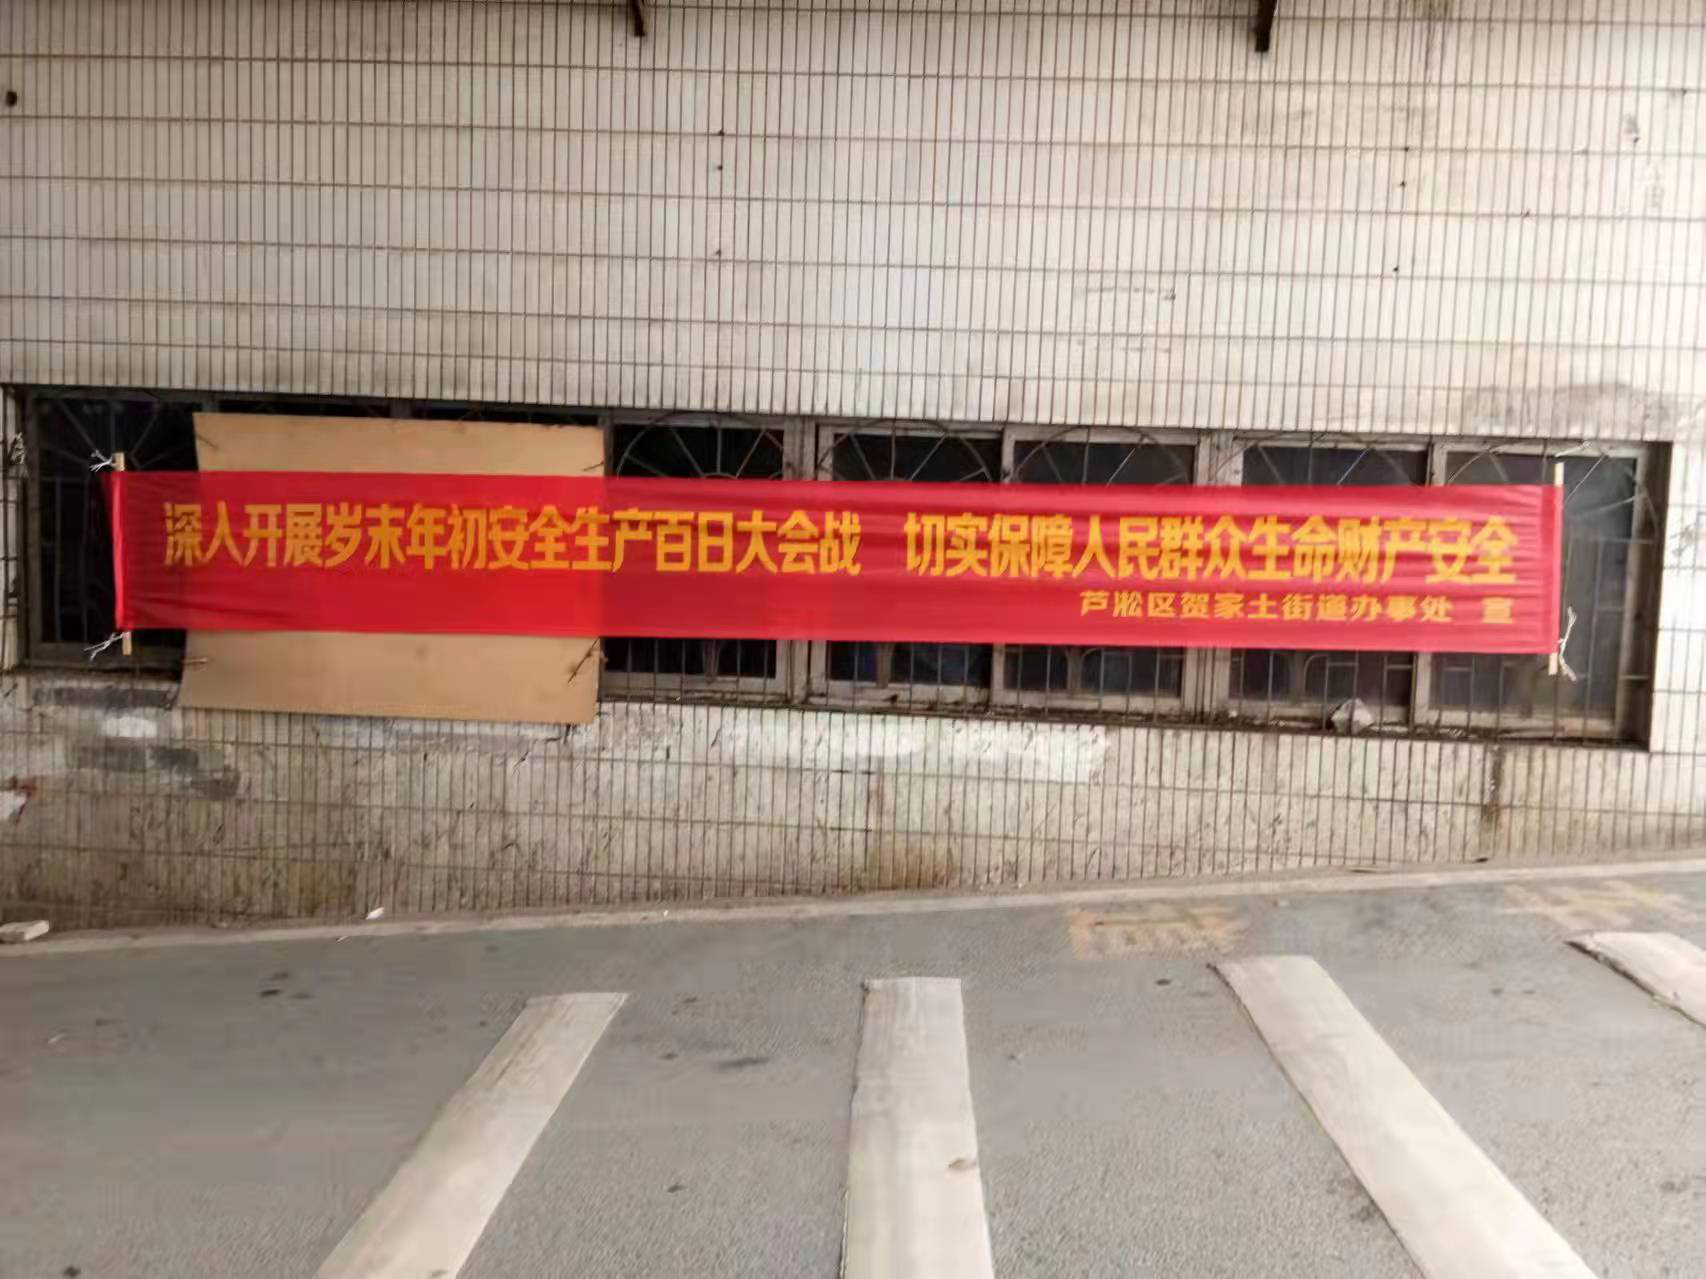 深入开展岁末年初安全生产百日大会战 切实保障人民群众生命财产安全
芦淞区贺家土街道办事处 宣